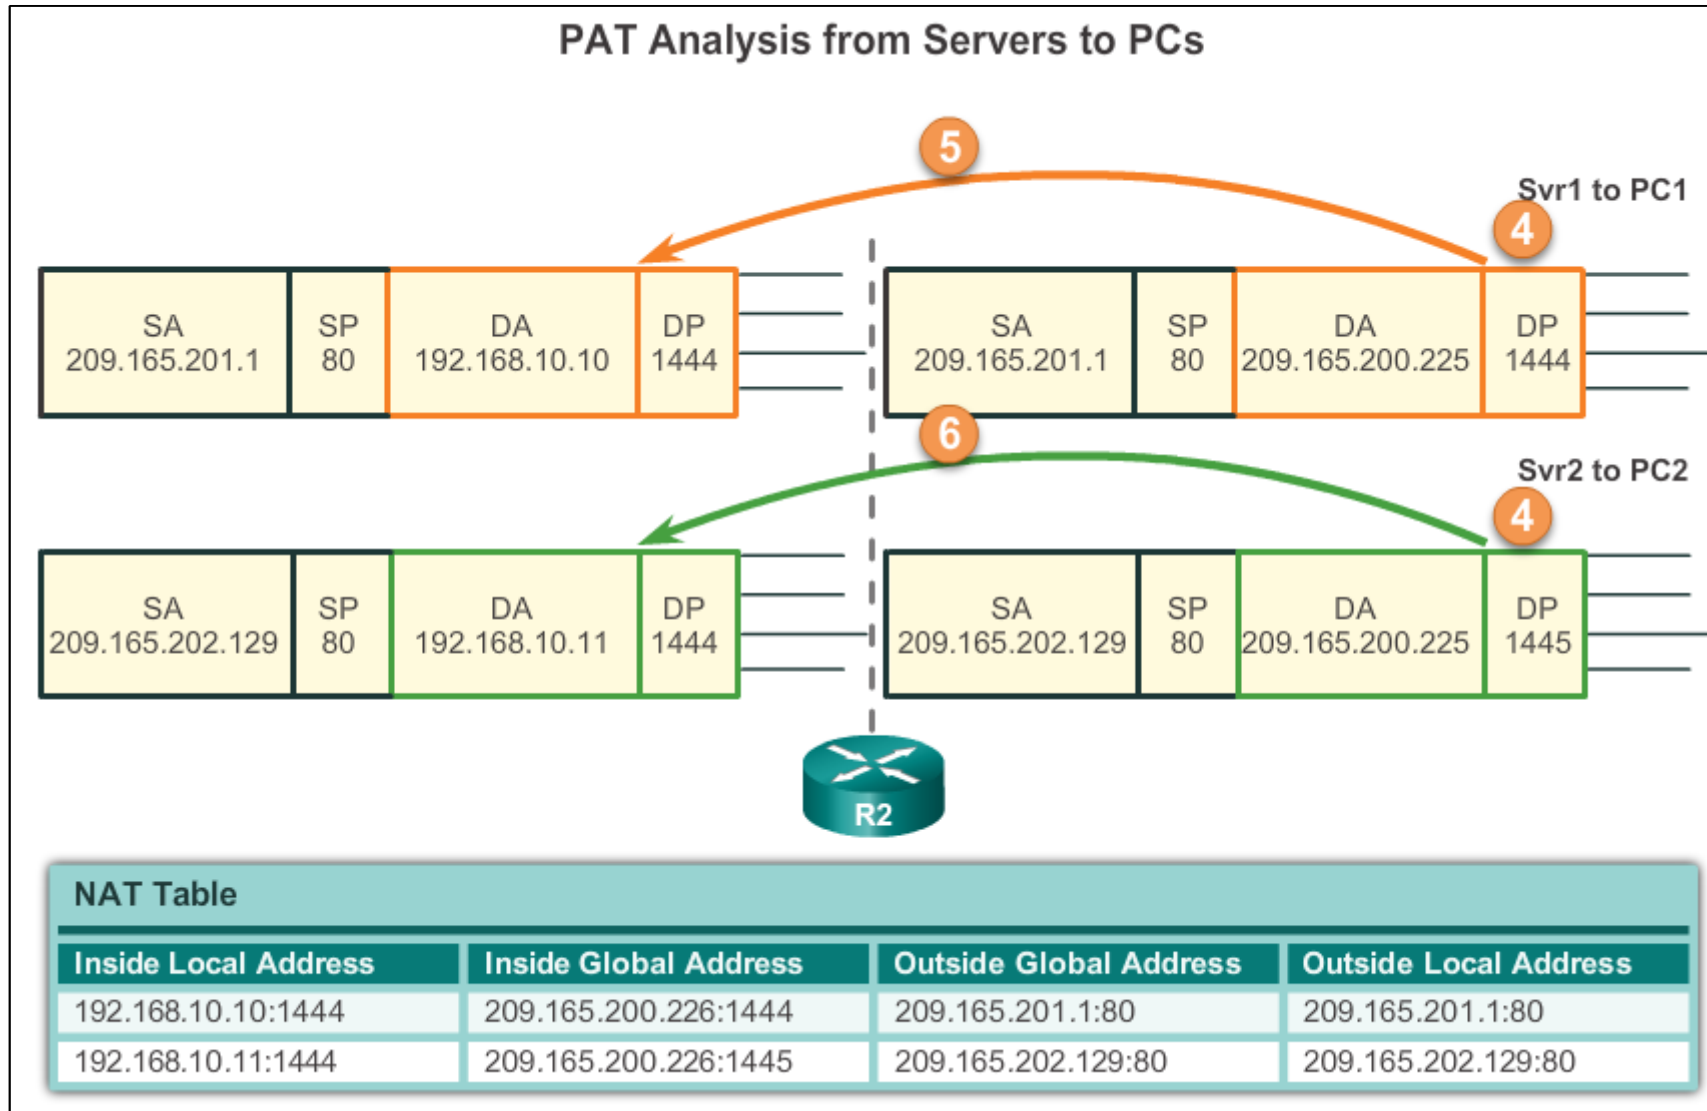 PAT Analysis from Servers to PCs
5
Svr1 to PC1
4
SA
209.165.201.1
SP
80
DA
192.168.10.10
DP
1444
SA
209.165.201.1
SP
80
DA
209.165.200.225
DP
1444
6
Svr2 to PC2
4
SA
209.165.202.129
SP
80
DA
192.168.10.11
DP
1444
SA
209.165.202.129
SP
80
DA
209.165.200.225
DP
1445
R2
NAT Table
Inside Local Address Inside Global Address Outside Global Address Outside Local Address
192.168.10.10:1444 209.165.200.226:1444 209.165.201.1:80 209.165.201.1:80
192.168.10.11:1444 209.165.200.226:1445 209.165.202.129:80 209.165.202.129:80